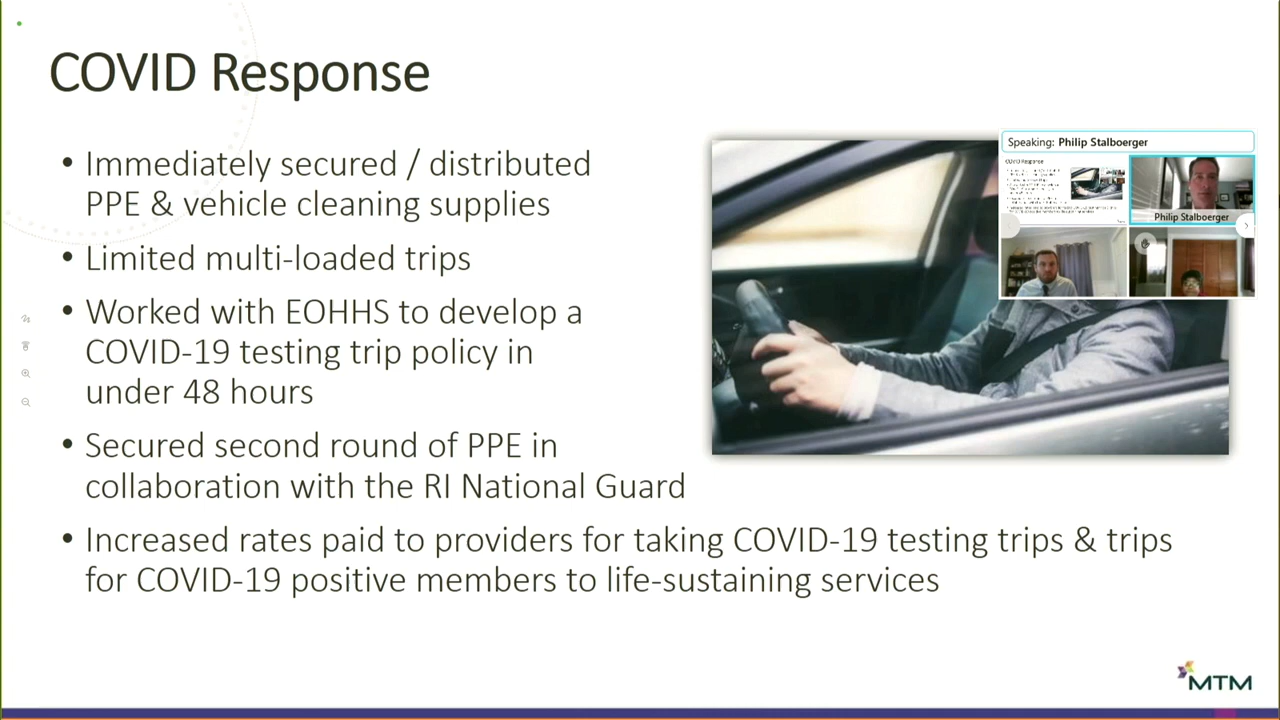 COVID Response
• Immediately secured / distributed
PPE & vehicle cleaning supplies
• Limited multi-loaded trips
• Worked with EOHHS to develop a
COVID-19 testing trip policy in
under 48 hours
• Secured second round of PPE in
collaboration with the RI National Guard
• Increased rates paid to providers for taking COVID-19 testing trips & trips
for COVID-19 positive members to life-sustaining services
Speaking: Philip Stalboerger
COVID Response
Philip Stalboerger
MTM